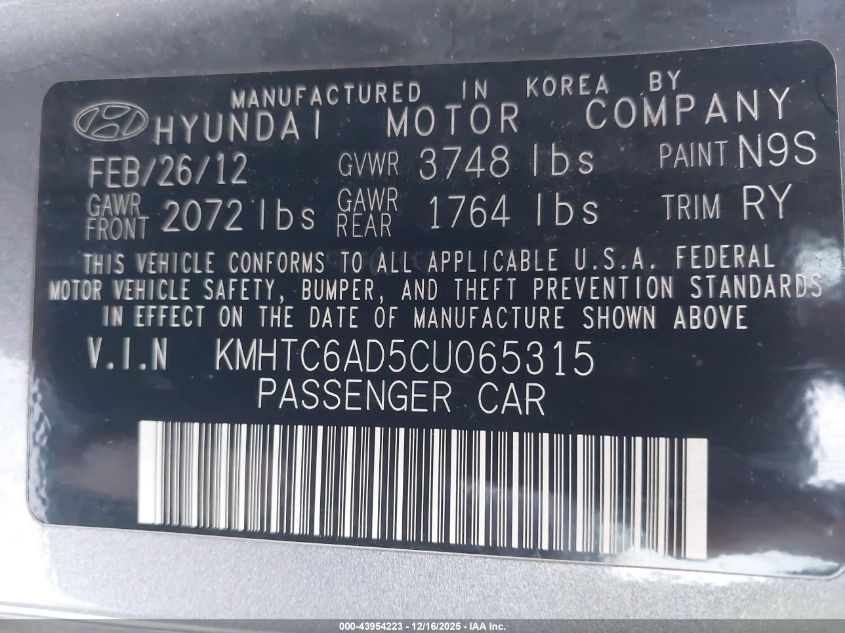 MANUFACTURED IN KOREA BY
HYUNDAI MOTOR COMPANY
FEB/26/12 GVWR 3748 lbs PAINT N9S
GAWR FRONT 2072 lbs GAWR REAR 1764 lbs TRIM RY
THIS VEHICLE CONFORMS TO ALL APPLICABLE U.S.A. FEDERAL
MOTOR VEHICLE SAFETY, BUMPER, AND THEFT PREVENTION STANDARDS
IN EFFECT ON THE DATE OF MANUFACTURE SHOWN ABOVE
V.I.N KMHTC6AD5CU065315
PASSENGER CAR
000-43954223 - 12/16/2025 - IAA Inc.